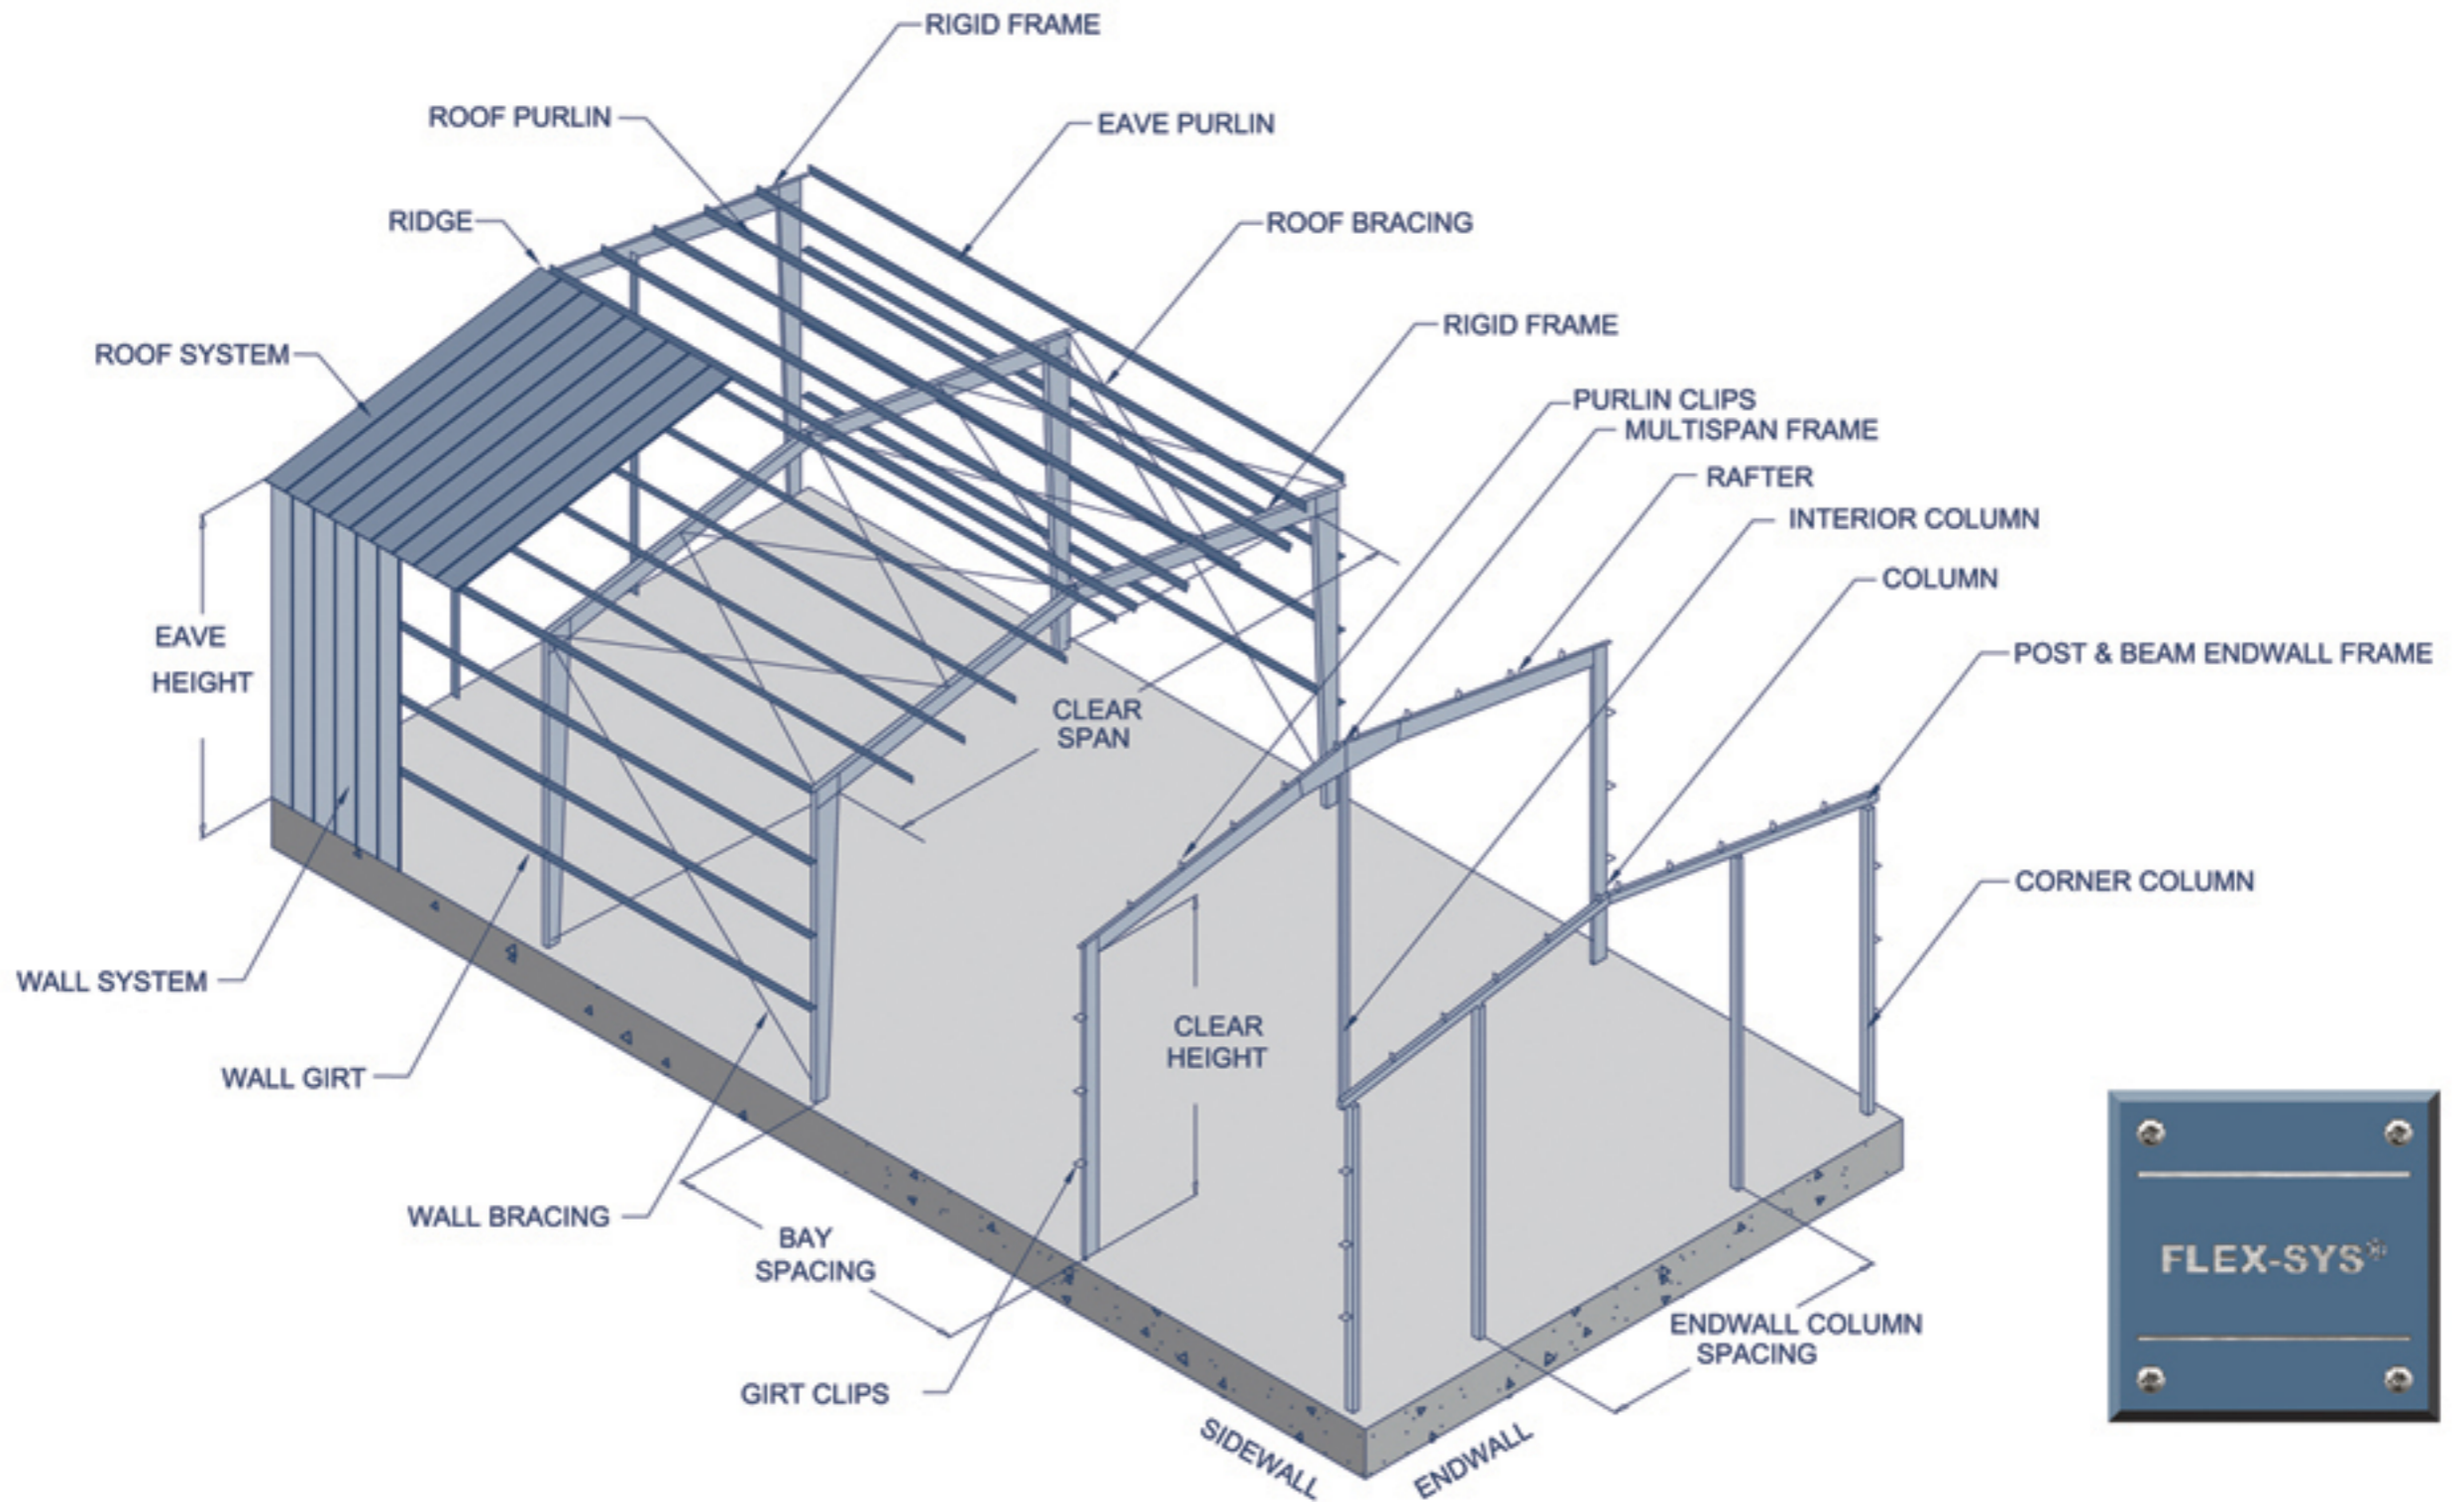 RIGID FRAME
ROOF PURLIN
EAVE PURLIN
RIDGE
ROOF BRACING
RIGID FRAME
ROOF SYSTEM
PURLIN CLIPS
MULTISPAN FRAME
RAFTER
INTERIOR COLUMN
COLUMN
EAVE
HEIGHT
POST & BEAM ENDWALL FRAME
CLEAR
SPAN
CORNER COLUMN
WALL SYSTEM
CLEAR
HEIGHT
WALL GIRT
WALL BRACING
BAY
SPACING
FLEX-SYS®
ENDWALL COLUMN
SPACING
GIRT CLIPS
SIDEWALL
ENDWALL